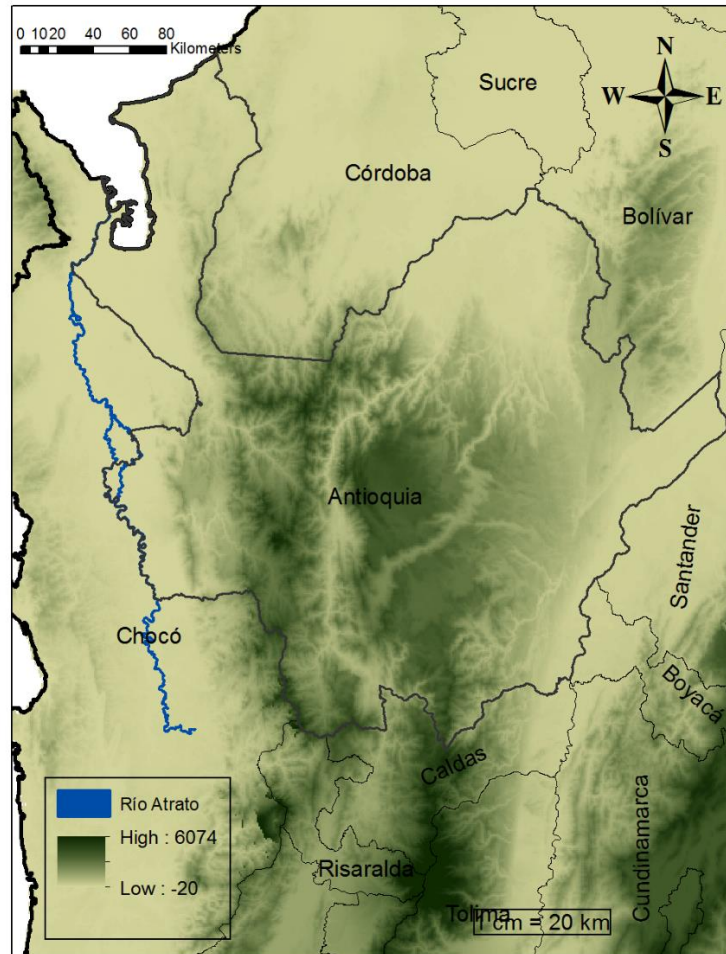 0 10 20 40 60 80
Kilometers
N
W E
S
Sucre
Córdoba
Bolívar
Antioquia
Santander
Chocó
Boyacá
Caldas
Cundinamarca
Risaralda
Tolima
1 cm = 20 km
Río Atrato
High : 6074
Low : -20